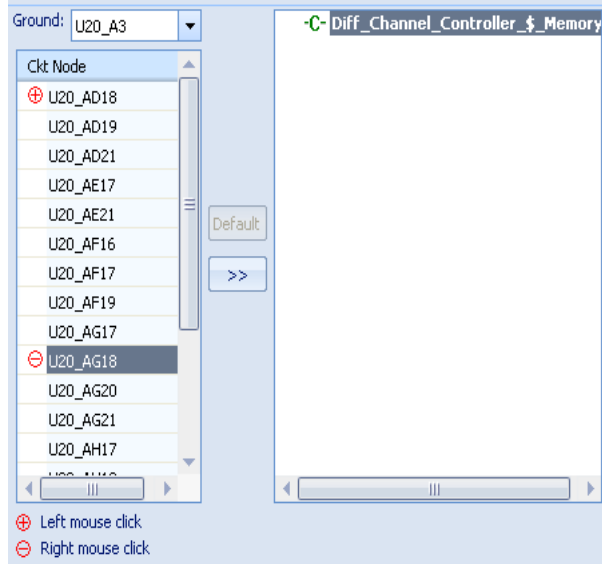 Ground: U20_A3
-C- Diff_Channel_Controller_$_Memory
Ckt Node
U20_AD18
U20_AD19
U20_AD21
U20_AE17
U20_AE21
U20_AF16
U20_AF17
U20_AF19
U20_AG17
U20_AG18
U20_AG20
U20_AG21
U20_AH17
Default
>>
Left mouse click
Right mouse click